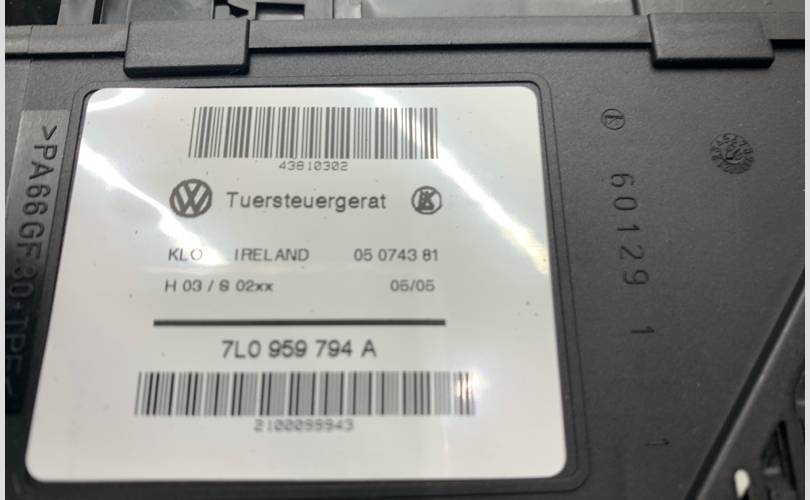 >PA66GF30-TPE<
43810302
Tuersteuergerat
KLO IRELAND 05 0743 81
H 03 / S 02xx 05/05
7L0 959 794 A
2100099943
60129 1
1